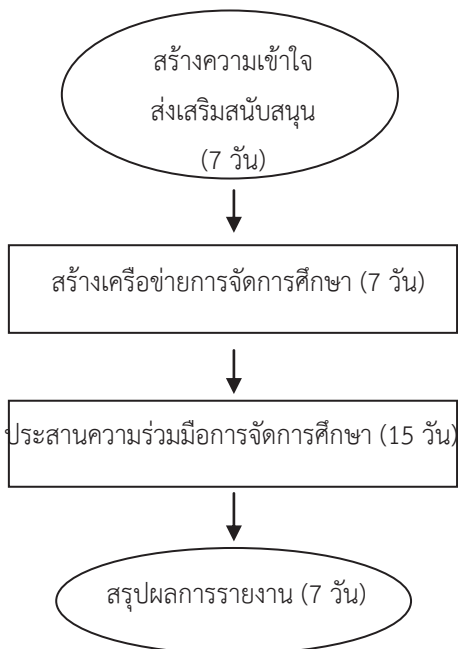 สร้างความเข้าใจ
ส่งเสริมสนับสนุน
(7 วัน)
สร้างเครือข่ายการจัดการศึกษา (7 วัน)
ประสานความร่วมมือการจัดการศึกษา (15 วัน)
สรุปผลการรายงาน (7 วัน)